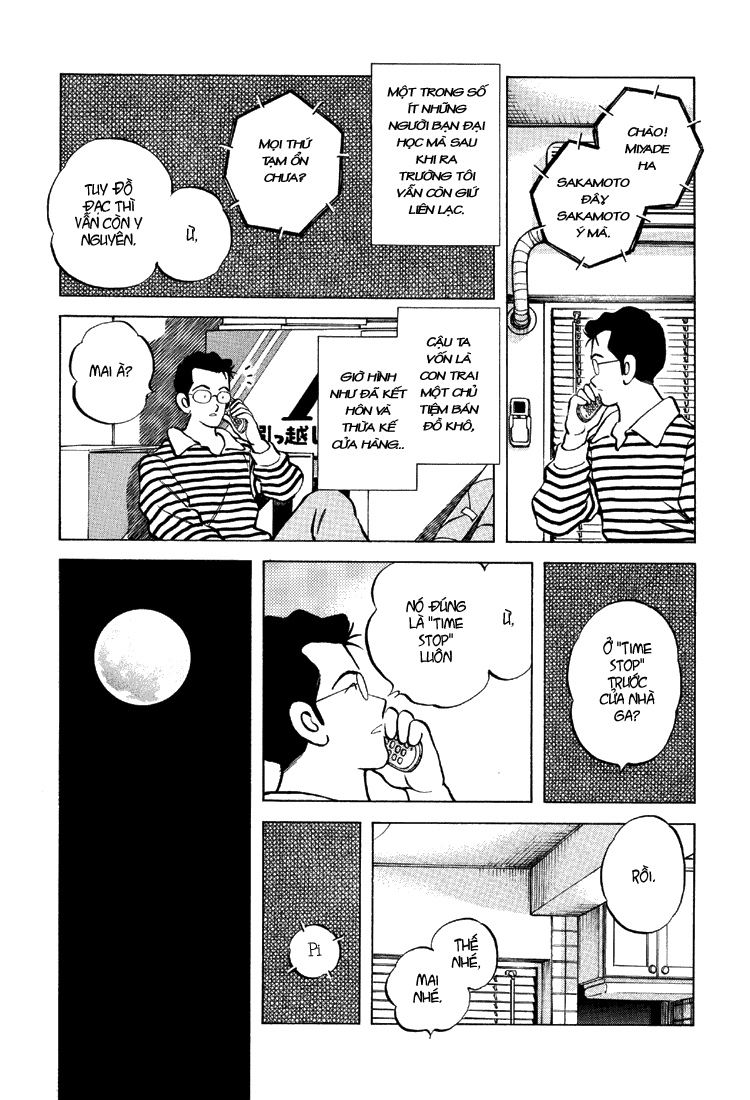 CHÀO!
MIYADE
HA
SAKAMOTO
ĐÂY,
SAKAMOTO
Ý MÀ.
MỘT TRONG SỐ
ÍT NHỮNG
NGƯỜI BẠN ĐẠI
HỌC MÀ SAU
KHI RA
TRƯỜNG TÔI
VẪN CÒN GIỮ
LIÊN LẠC.
MỌI THỨ
TẠM ỔN
CHƯA?
Ừ,
TUY ĐỒ
ĐẠC THÌ
VẪN CÒN Y
NGUYÊN.
CẬU TA
VỐN LÀ
CON TRAI
MỘT CHỦ
TIỆM BÁN
ĐỒ KHÔ,
GIỜ HÌNH
NHƯ ĐÃ KẾT
HÔN VÀ
THỪA KẾ
CỬA HÀNG..
MAI À?
引っ越し
Ở "TIME
STOP"
TRƯỚC
CỬA NHÀ
GA?
Ừ,
NÓ ĐÚNG
LÀ "TIME
STOP"
LUÔN
RỒI.
THẾ
NHÉ,
MAI
NHÉ.
Pi